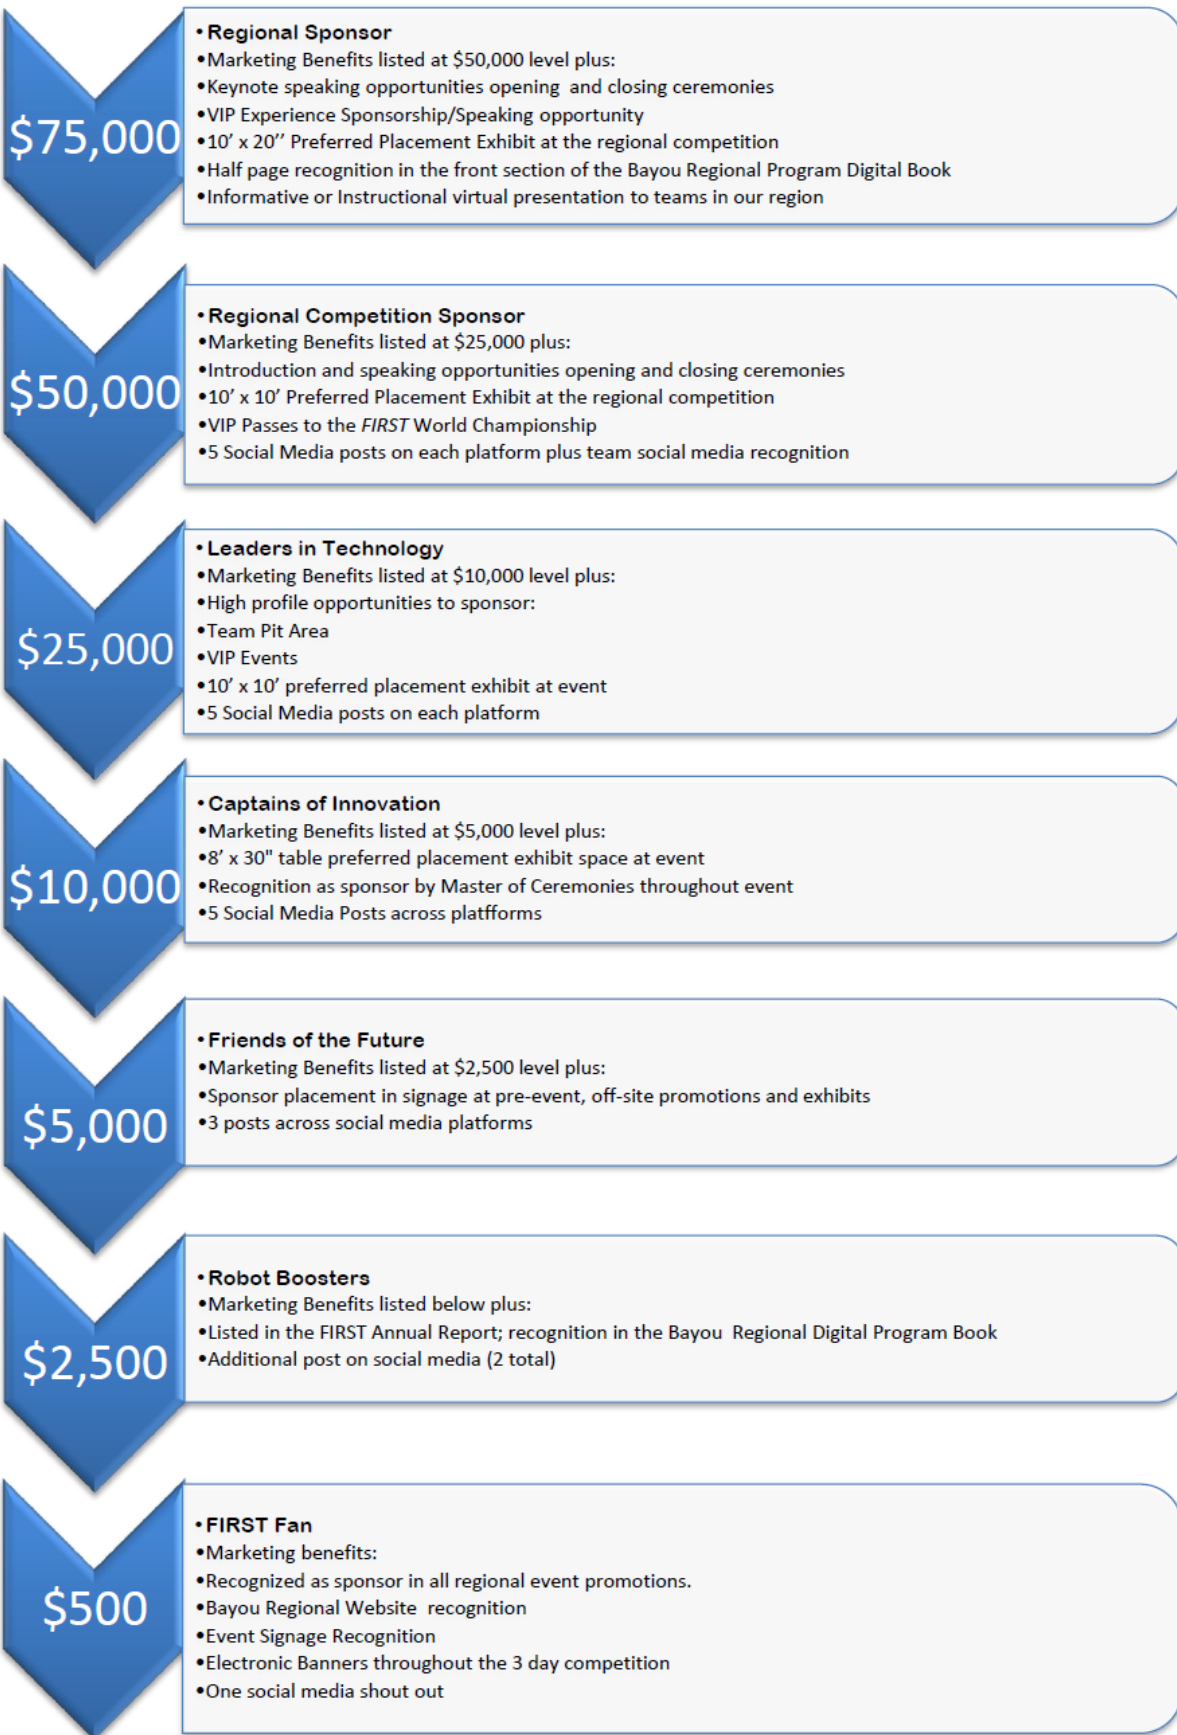 $75,000
• Regional Sponsor
•Marketing Benefits listed at $50,000 level plus:
•Keynote speaking opportunities opening  and closing ceremonies
•VIP Experience Sponsorship/Speaking opportunity
•10’ x 20’’ Preferred Placement Exhibit at the regional competition
•Half page recognition in the front section of the Bayou Regional Program Digital Book
•Informative or Instructional virtual presentation to teams in our region
$50,000
• Regional Competition Sponsor
•Marketing Benefits listed at $25,000 plus:
•Introduction and speaking opportunities opening and closing ceremonies
•10’ x 10’ Preferred Placement Exhibit at the regional competition
•VIP Passes to the FIRST World Championship
•5 Social Media posts on each platform plus team social media recognition
$25,000
• Leaders in Technology
•Marketing Benefits listed at $10,000 level plus:
•High profile opportunities to sponsor:
•Team Pit Area
•VIP Events
•10’ x 10’ preferred placement exhibit at event
•5 Social Media posts on each platform
$10,000
• Captains of Innovation
•Marketing Benefits listed at $5,000 level plus:
•8’ x 30" table preferred placement exhibit space at event
•Recognition as sponsor by Master of Ceremonies throughout event
•5 Social Media Posts across platfforms
$5,000
• Friends of the Future
•Marketing Benefits listed at $2,500 level plus:
•Sponsor placement in signage at pre-event, off-site promotions and exhibits
•3 posts across social media platforms
$2,500
• Robot Boosters
•Marketing Benefits listed below plus:
•Listed in the FIRST Annual Report; recognition in the Bayou  Regional Digital Program Book
•Additional post on social media (2 total)
$500
• FIRST Fan
•Marketing benefits:
•Recognized as sponsor in all regional event promotions.
•Bayou Regional Website  recognition
•Event Signage Recognition
•Electronic Banners throughout the 3 day competition
•One social media shout out